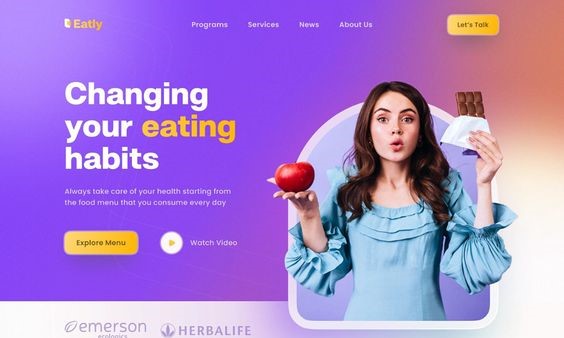 Eatly
Programs Services News About Us
Let's Talk
Changing
your eating
habits
Always take care of your health starting from
the food menu that you consume every day
Explore Menu
Watch Video
emerson
ecologics
HERBALIFE